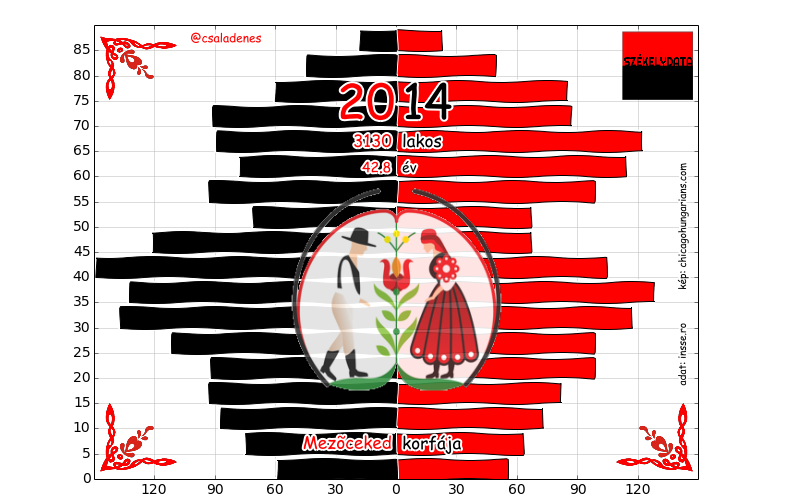 @csaladenes
SZÉKELYDATA
2014
3130 lakos
42.8 év
kép: chicagohungarians.com
adat: insse.ro
Mezőceked korfája
85
80
75
70
65
60
55
50
45
40
35
30
25
20
15
10
5
0
120 90 60 30 0 30 60 90 120